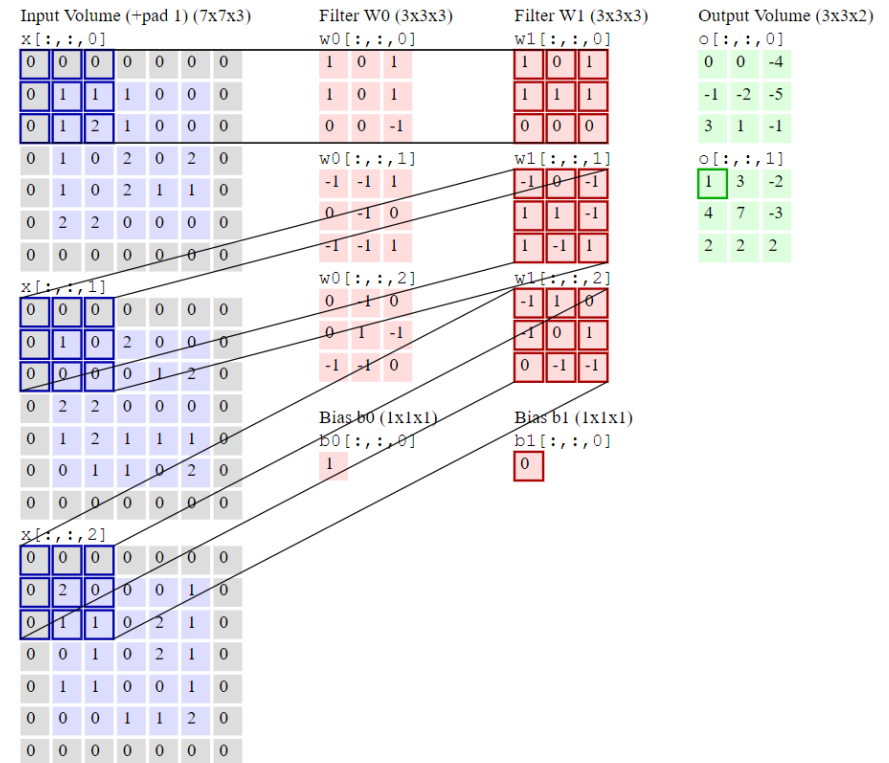 Input Volume (+pad 1) (7x7x3)
x[:,:,0]
0 0 0 0 0 0 0
0 1 1 1 0 0 0
0 1 2 1 0 0 0
0 1 0 2 0 2 0
0 1 0 2 1 1 0
0 2 2 0 0 0 0
0 0 0 0 0 0 0
x[:,:,1]
0 0 0 0 0 0 0
0 1 0 2 0 0 0
0 0 0 0 1 2 0
0 2 2 0 0 0 0
0 1 2 1 1 1 0
0 0 1 1 0 2 0
0 0 0 0 0 0 0
x[:,:,2]
0 0 0 0 0 0 0
0 2 0 0 0 1 0
0 1 1 0 2 1 0
0 0 1 0 2 1 0
0 1 1 0 0 1 0
0 0 0 1 1 2 0
0 0 0 0 0 0 0
Filter W0 (3x3x3)
w0[:,:,0]
1 0 1
1 0 1
0 0 -1
w0[:,:,1]
-1 -1 1
0 -1 0
-1 -1 1
w0[:,:,2]
0 -1 0
0 1 -1
-1 -1 0
Bias b0 (1x1x1)
b0[:,:,0]
1
Filter W1 (3x3x3)
w1[:,:,0]
1 0 1
1 1 1
0 0 0
w1[:,:,1]
-1 0 -1
1 1 -1
1 -1 1
w1[:,:,2]
-1 1 0
-1 0 1
0 -1 -1
Bias b1 (1x1x1)
b1[:,:,0]
0
Output Volume (3x3x2)
o[:,:,0]
0 0 -4
-1 -2 -5
3 1 -1
o[:,:,1]
1 3 -2
4 7 -3
2 2 2